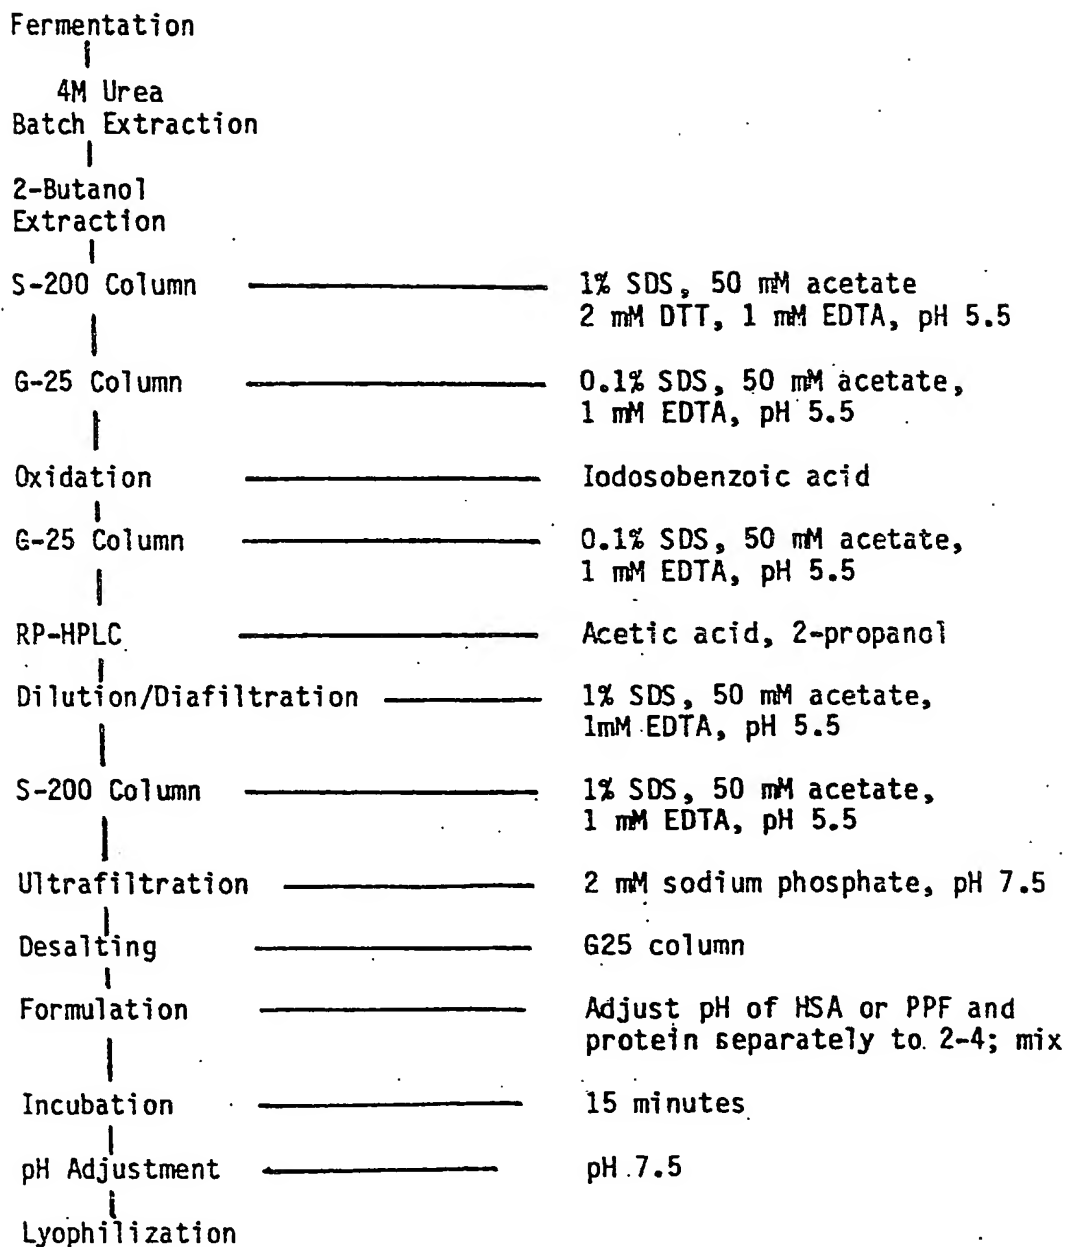 Fermentation
4M Urea
Batch Extraction
2-Butanol
Extraction
S-200 Column
1% SDS, 50 mM acetate
2 mM DTT, 1 mM EDTA, pH 5.5
G-25 Column
0.1% SDS, 50 mM acetate,
1 mM EDTA, pH 5.5
Oxidation
Iodosobenzoic acid
G-25 Column
0.1% SDS, 50 mM acetate,
1 mM EDTA, pH 5.5
RP-HPLC
Acetic acid, 2-propanol
Dilution/Diafiltration
1% SDS, 50 mM acetate,
1mM EDTA, pH 5.5
S-200 Column
1% SDS, 50 mM acetate,
1 mM EDTA, pH 5.5
Ultrafiltration
2 mM sodium phosphate, pH 7.5
Desalting
G25 column
Formulation
Adjust pH of HSA or PPF and
protein separately to 2-4; mix
Incubation
15 minutes
pH Adjustment
pH 7.5
Lyophilization